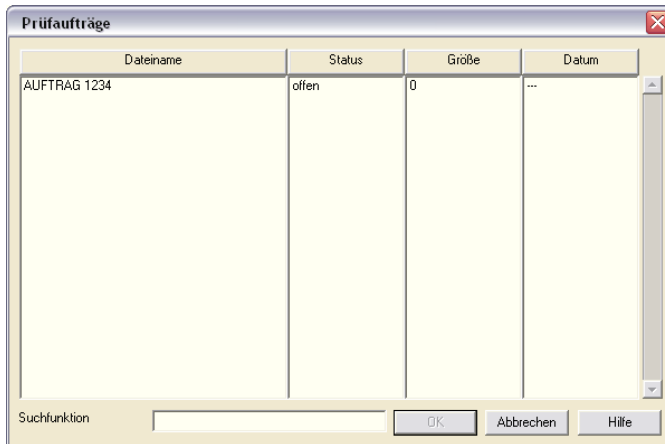 Prüfaufträge
Dateiname Status Größe Datum
AUFTRAG 1234 offen 0 ---
Suchfunktion OK Abbrechen Hilfe